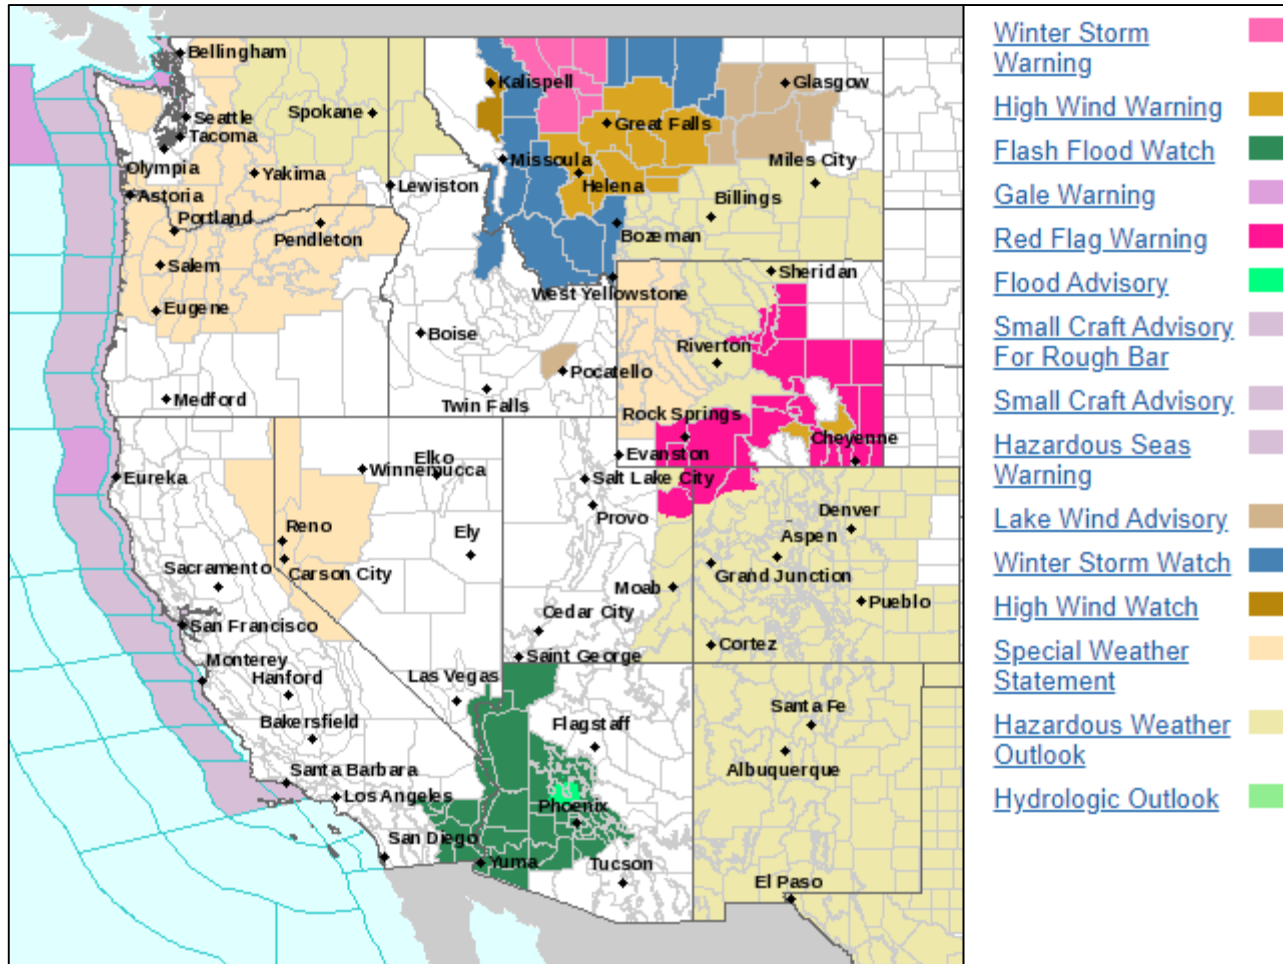 Bellingham
Kalispell
Glasgow
Spokane
Seattle
Great Falls
Tacoma
Olympia
Missoula
Miles City
Yakima
Lewiston
Helena
Astoria
Billings
Portland
Pendleton
Bozeman
Salem
Sheridan
West Yellowstone
Eugene
Boise
Riverton
Pocatello
Medford
Twin Falls
Rock Springs
Cheyenne
Elko
Evanston
Winnemucca
Eureka
Salt Lake City
Provo
Denver
Reno
Ely
Aspen
Sacramento
Carson City
Grand Junction
Moab
Pueblo
Cedar City
San Francisco
Cortez
Saint George
Monterey
Hanford
Las Vegas
Santa Fe
Bakersfield
Flagstaff
Albuquerque
Santa Barbara
Los Angeles
Phoenix
San Diego
Yuma
Tucson
El Paso
Winter Storm
Warning
High Wind Warning
Flash Flood Watch
Gale Warning
Red Flag Warning
Flood Advisory
Small Craft Advisory
For Rough Bar
Small Craft Advisory
Hazardous Seas
Warning
Lake Wind Advisory
Winter Storm Watch
High Wind Watch
Special Weather
Statement
Hazardous Weather
Outlook
Hydrologic Outlook